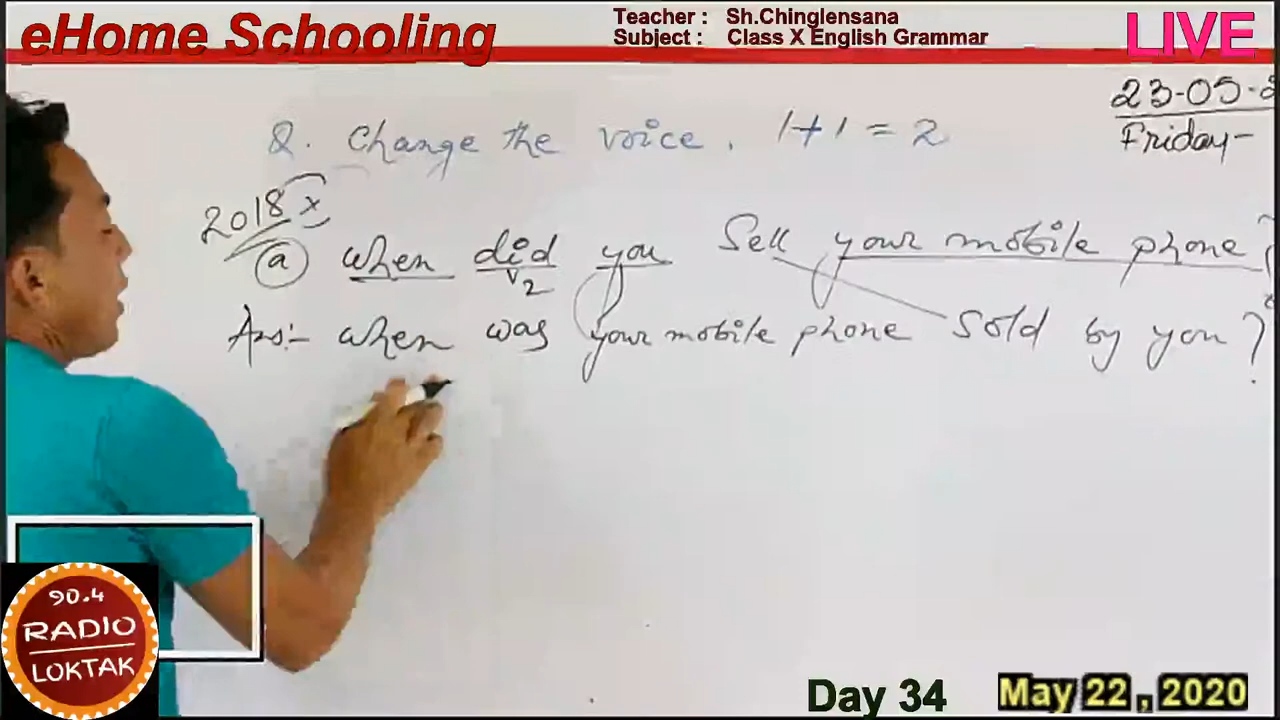 eHome Schooling
Teacher : Sh.Chinglensana
Subject : Class X English Grammar
LIVE
23-05-2
Friday-
Q. Change the voice. 1+1 = 2
2018 x
(a) when did you Sell your mobile phone?
V2
Ans:- when was your mobile phone Sold by you?
90.4
RADIO
LOKTAK
Day 34
May 22 , 2020